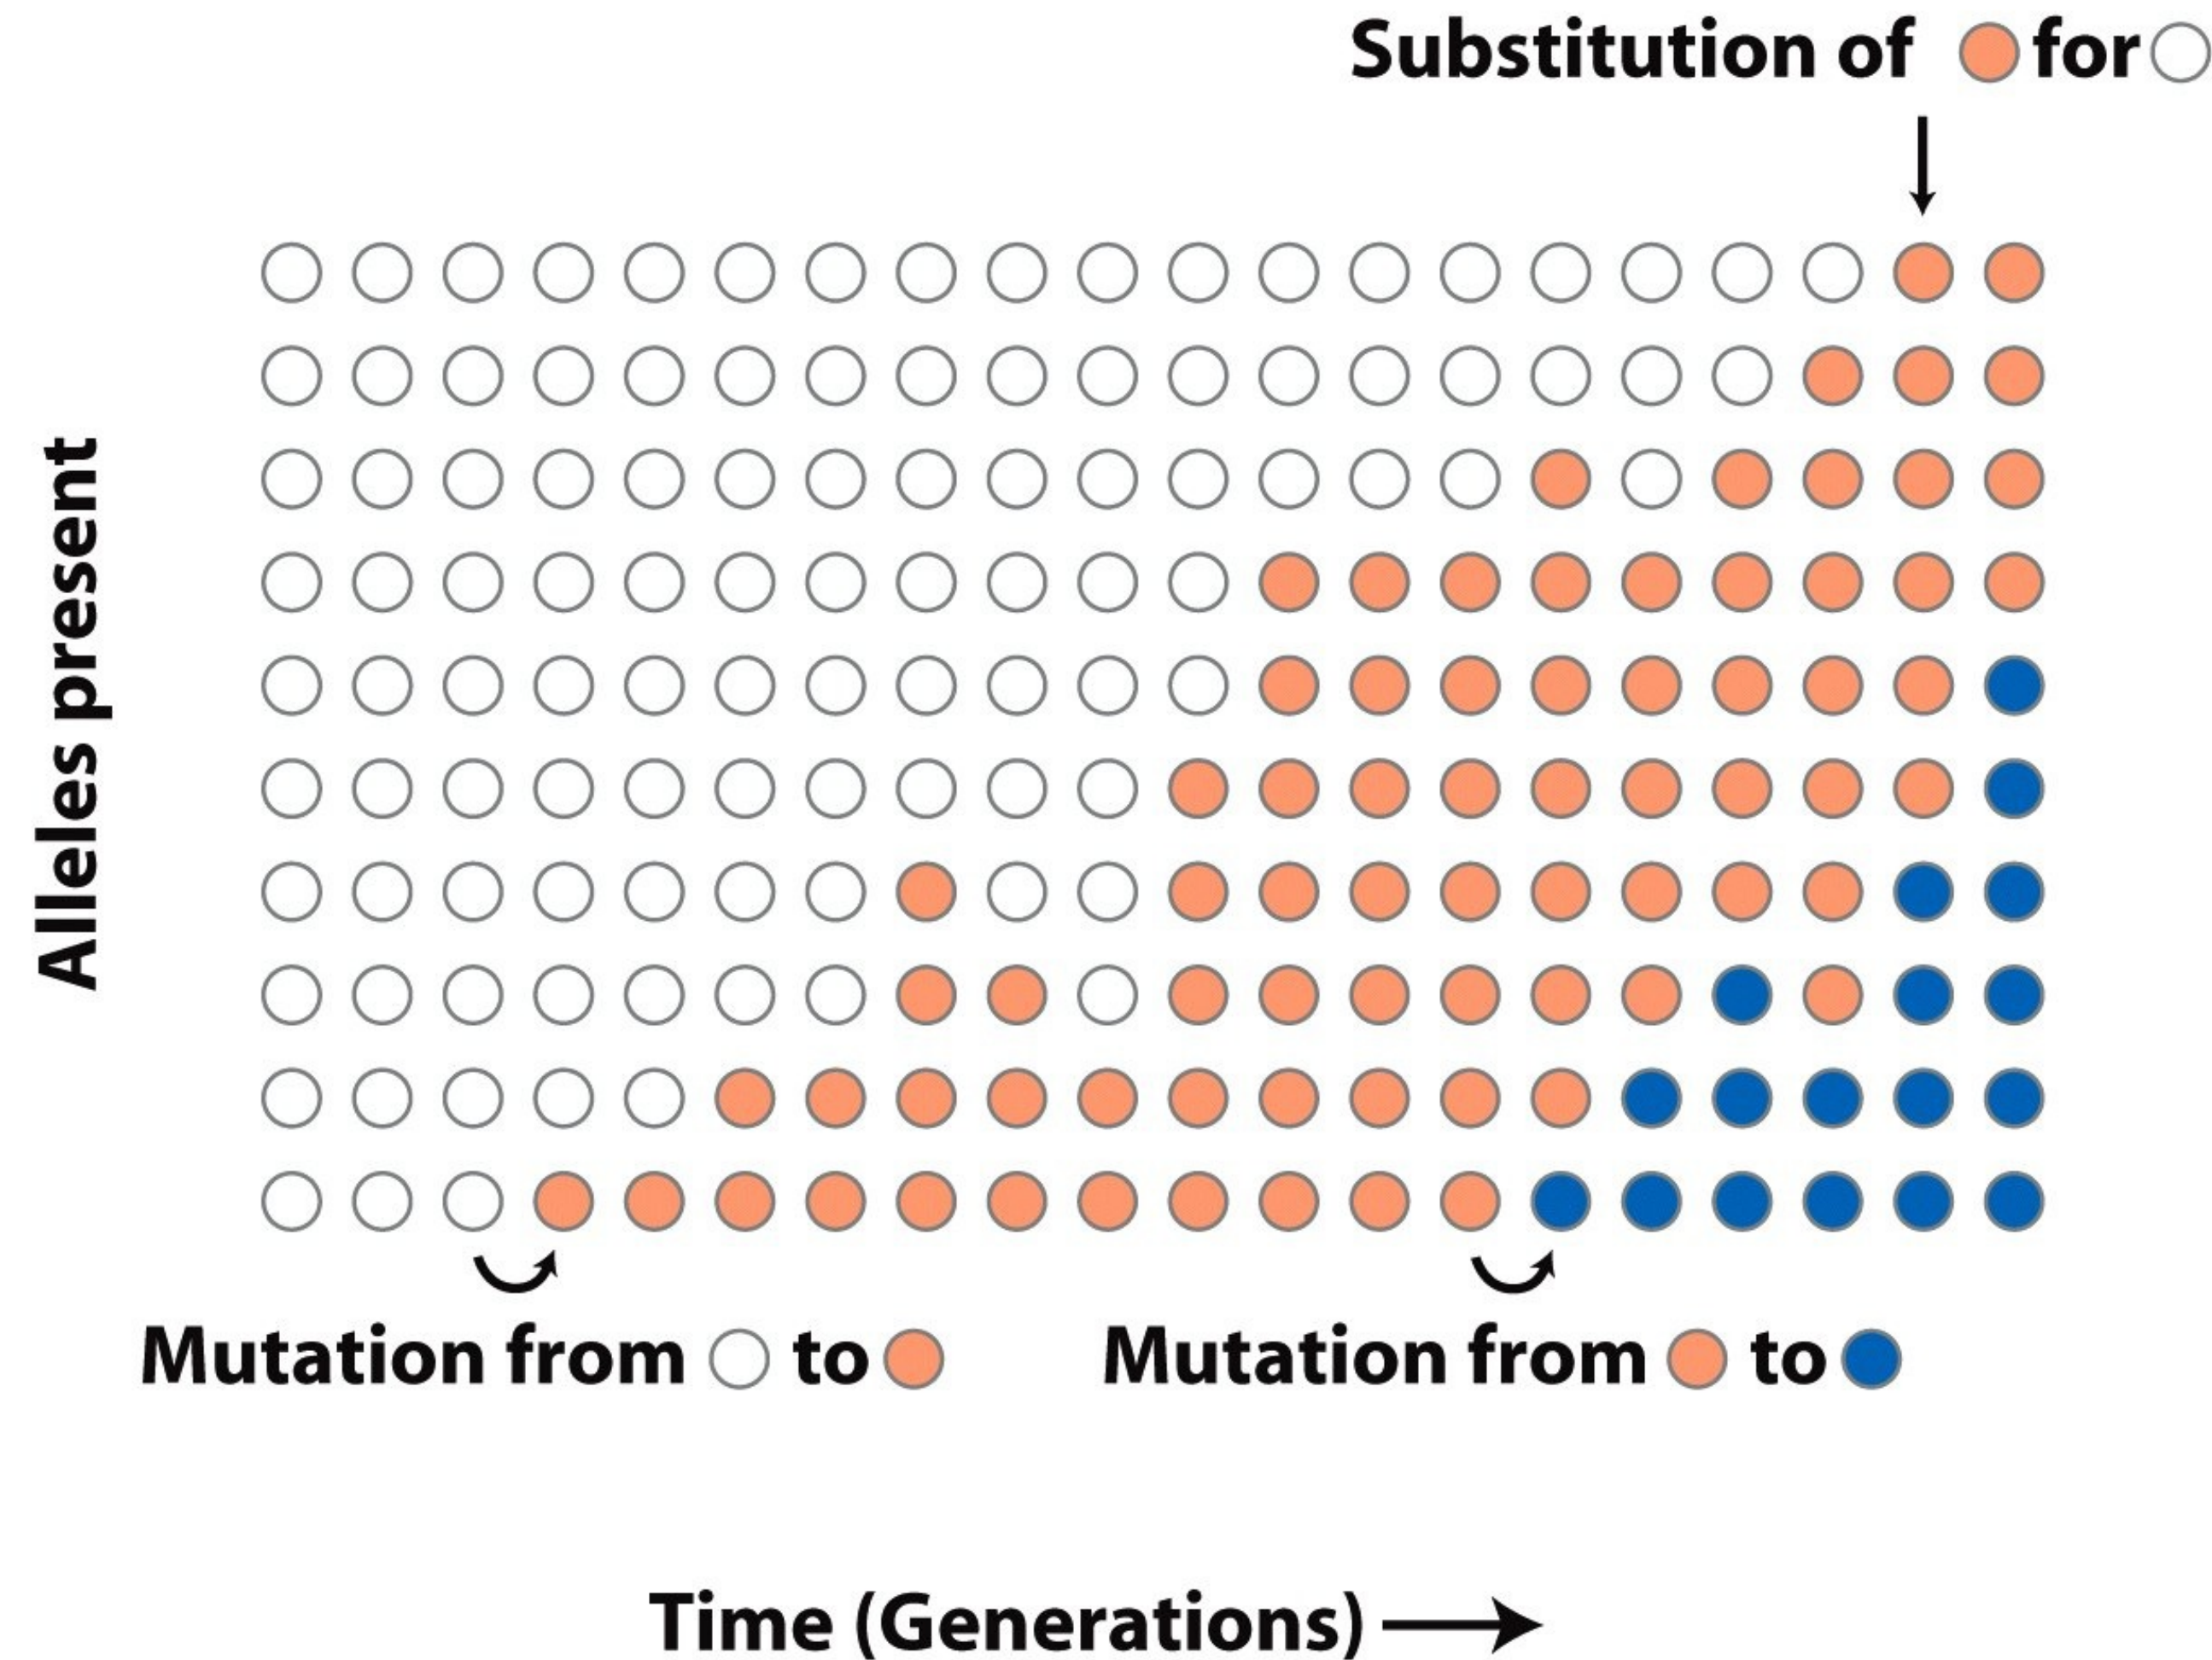 Substitution of for
Alleles present
Mutation from to
Mutation from to
Time (Generations)